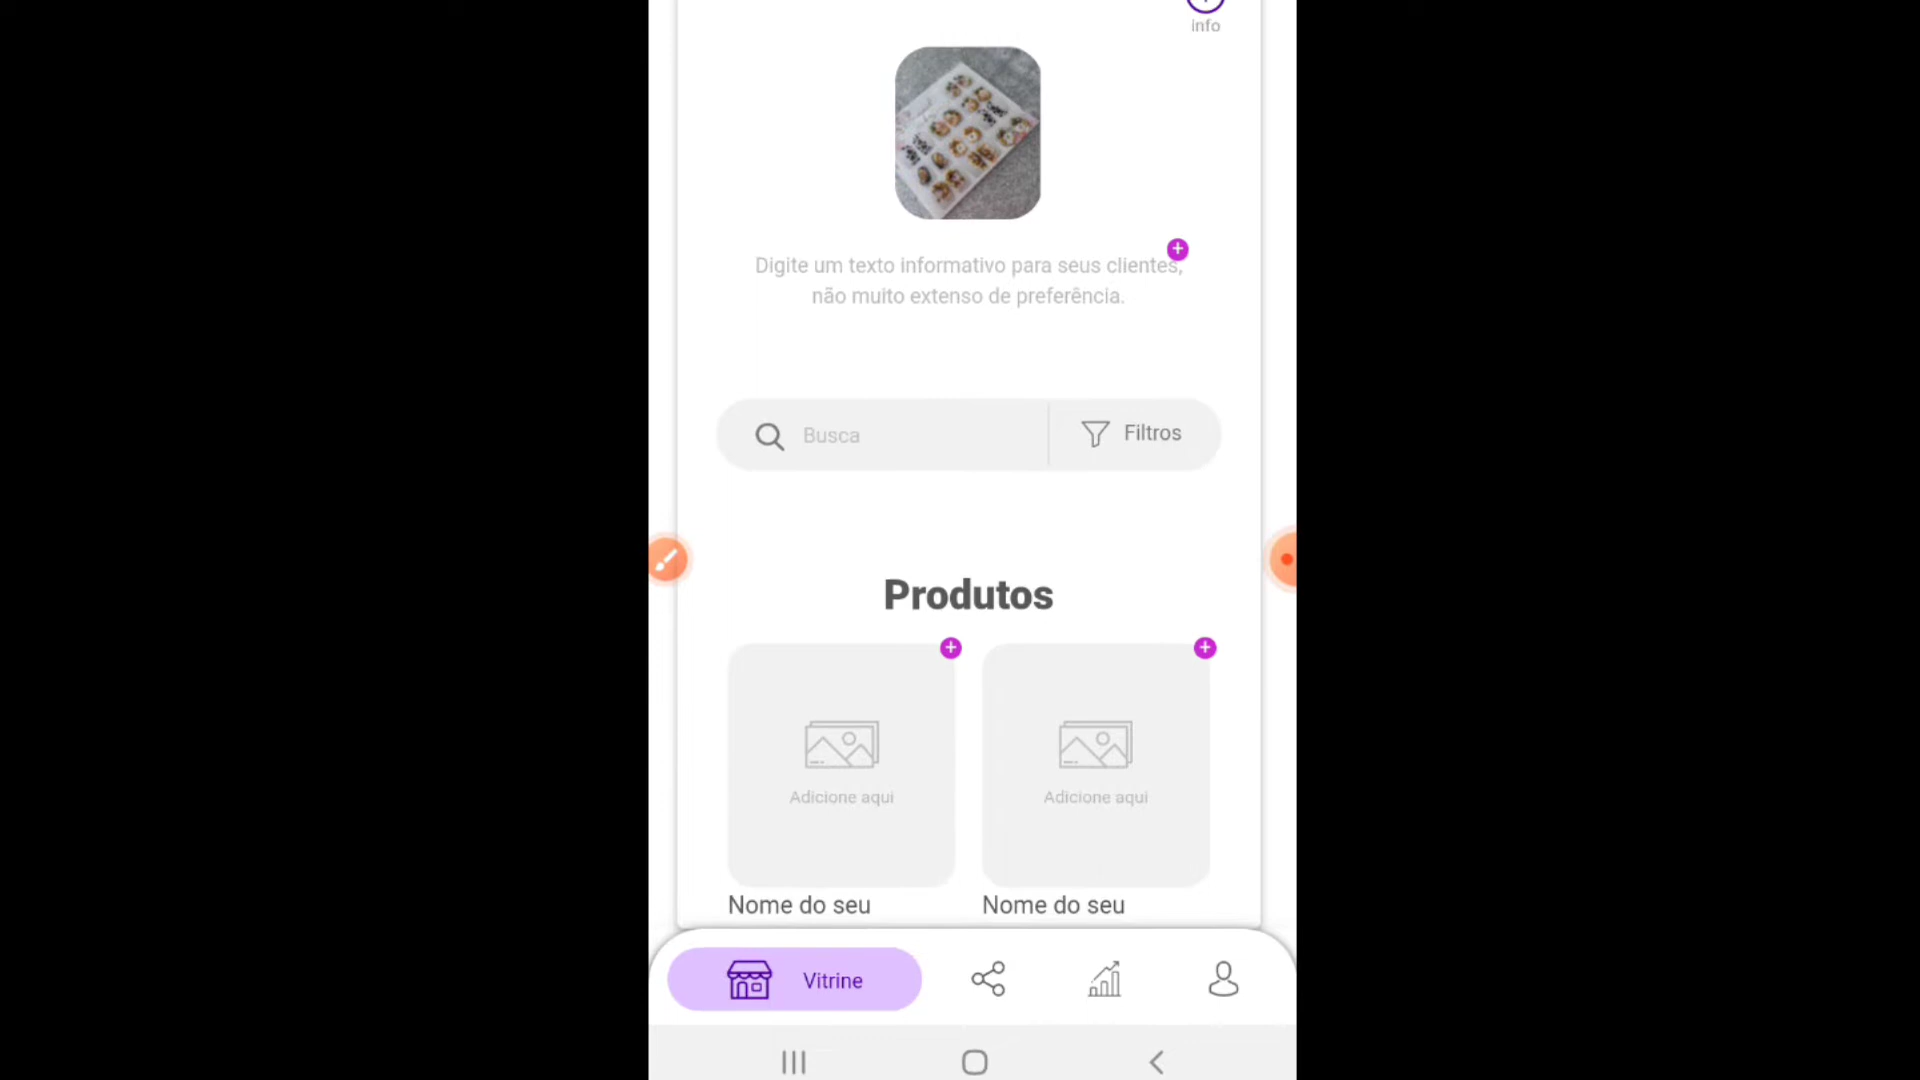 info
Digite um texto informativo para seus clientes,
não muito extenso de preferência.
Busca
Filtros
Produtos
Adicione aqui
Adicione aqui
Nome do seu
Nome do seu
Vitrine